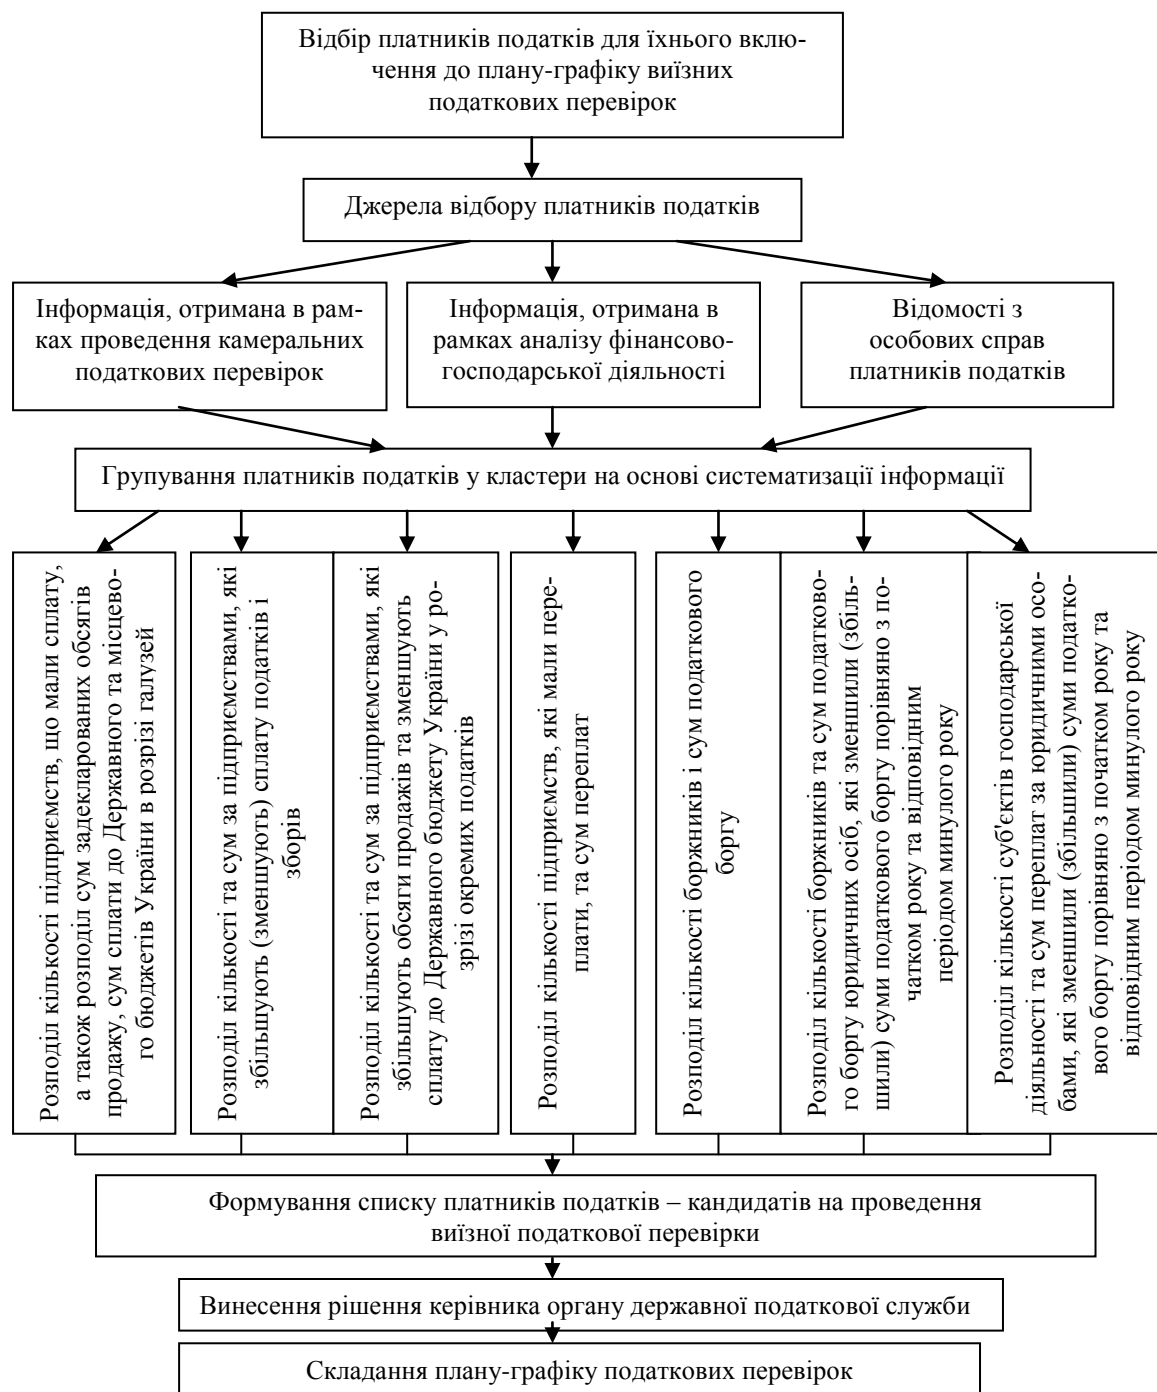 Відбір платників податків для їхнього вклю-
чення до плану-графіку виїзних
податкових перевірок
Джерела відбору платників податків
Інформація, отримана в рам-
ках проведення камеральних
податкових перевірок
Інформація, отримана в
рамках аналізу фінансово-
господарської діяльності
Відомості з
особових справ
платників податків
Групування платників податків у кластери на основі систематизації інформації
Розподіл кількості підприємств, що мали сплату,
а також розподіл сум задекларованих обсягів
продажу, сум сплати до Державного та місцево-
го бюджетів України в розрізі галузей
Розподіл кількості та сум за підприємствами, які
збільшують (зменшують) сплату податків і
зборів
Розподіл кількості та сум за підприємствами, які
збільшують обсяги продажів та зменшують
сплату до Державного бюджету України у ро-
зрізі окремих податків
Розподіл кількості підприємств, які мали пере-
плати, та сум переплат
Розподіл кількості боржників і сум податкового
боргу
Розподіл кількості боржників та сум податково-
го боргу юридичних осіб, які зменшили (збіль-
шили) суми податкового боргу порівняно з по-
чатком року та відповідним
періодом минулого року
Розподіл кількості суб'єктів господарської
діяльності та сум переплат за юридичними осо-
бами, які зменшили (збільшили) суми податко-
вого боргу порівняно з початком року та
відповідним періодом минулого року
Формування списку платників податків – кандидатів на проведення
виїзної податкової перевірки
Винесення рішення керівника органу державної податкової служби
Складання плану-графіку податкових перевірок